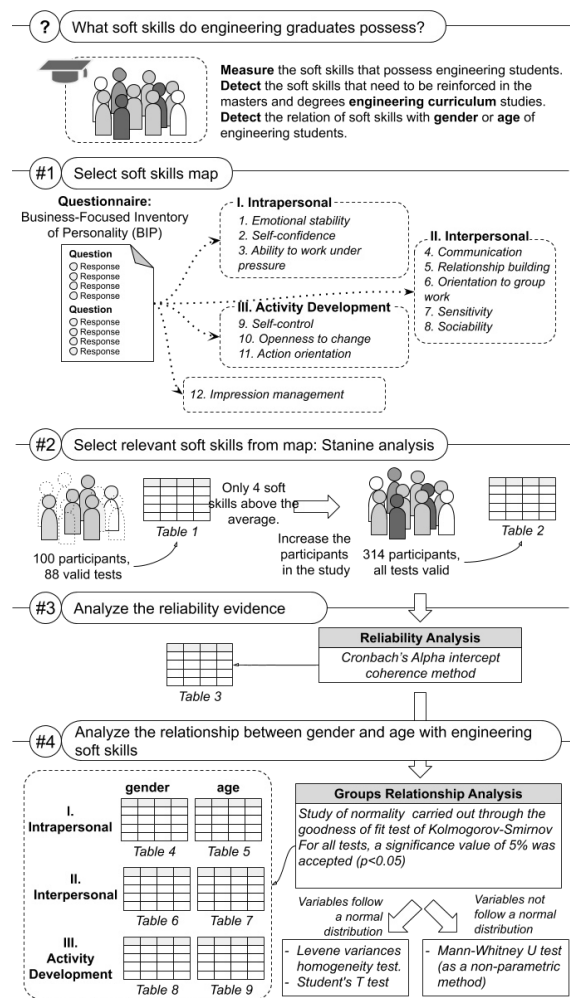 ?
What soft skills do engineering graduates possess?
Measure the soft skills that possess engineering students.
Detect the soft skills that need to be reinforced in the
masters and degrees engineering curriculum studies.
Detect the relation of soft skills with gender or age of
engineering students.
#1
Select soft skills map
Questionnaire:
Business-Focused Inventory
of Personality (BIP)
Question
Response
Response
Response
Response
Question
Response
Response
Response
Response
I. Intrapersonal
1. Emotional stability
2. Self-confidence
3. Ability to work under
pressure
II. Interpersonal
4. Communication
5. Relationship building
6. Orientation to group
work
7. Sensitivity
8. Sociability
III. Activity Development
9. Self-control
10. Openness to change
11. Action orientation
12. Impression management
#2
Select relevant soft skills from map: Stanine analysis
100 participants,
88 valid tests
Table 1
Only 4 soft
skills above the
average.
Increase the
participants
in the study
314 participants,
all tests valid
Table 2
#3
Analyze the reliability evidence
Reliability Analysis
Cronbach's Alpha intercept
coherence method
Table 3
#4
Analyze the relationship between gender and age with engineering
soft skills
gender
age
I.
Intrapersonal
Table 4
Table 5
II.
Interpersonal
Table 6
Table 7
III.
Activity
Development
Table 8
Table 9
Groups Relationship Analysis
Study of normality carried out through the
goodness of fit test of Kolmogorov-Smirnov
For all tests, a significance value of 5% was
accepted (p<0.05)
Variables follow
a normal
distribution
Variables not
follow a normal
distribution
- Levene variances
homogeneity test.
- Student's T test
- Mann-Whitney U test
(as a non-parametric
method)